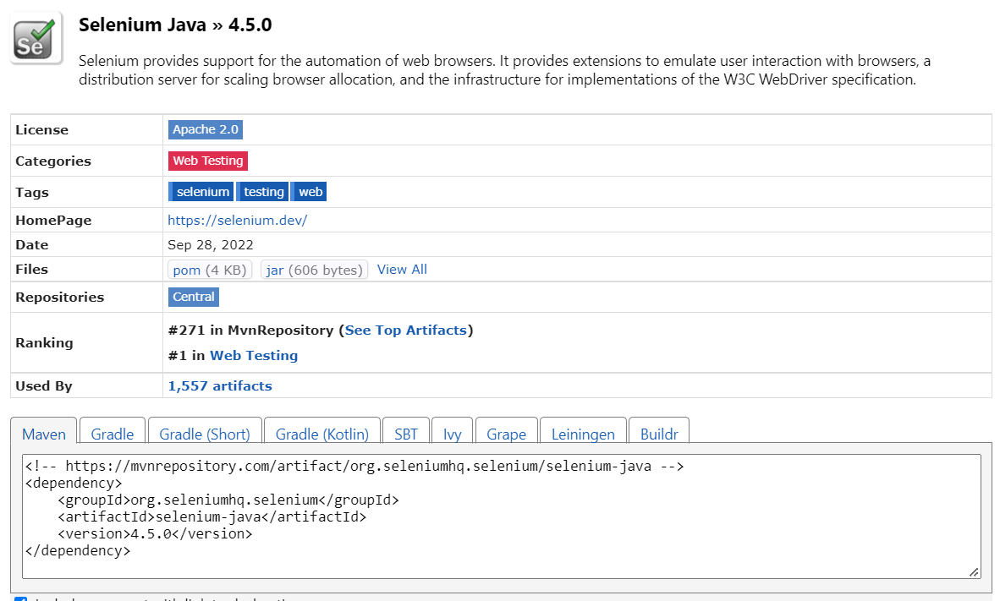 Se
Selenium Java » 4.5.0
Selenium provides support for the automation of web browsers. It provides extensions to emulate user interaction with browsers, a
distribution server for scaling browser allocation, and the infrastructure for implementations of the W3C WebDriver specification.
License Apache 2.0
Categories Web Testing
Tags selenium testing web
HomePage https://selenium.dev/
Date Sep 28, 2022
Files pom (4 KB) jar (606 bytes) View All
Repositories Central
Ranking #271 in MvnRepository (See Top Artifacts)
#1 in Web Testing
Used By 1,557 artifacts
Maven Gradle Gradle (Short) Gradle (Kotlin) SBT Ivy Grape Leiningen Buildr
<!-- https://mvnrepository.com/artifact/org.seleniumhq.selenium/selenium-java -->
<dependency>
    <groupId>org.seleniumhq.selenium</groupId>
    <artifactId>selenium-java</artifactId>
    <version>4.5.0</version>
</dependency>